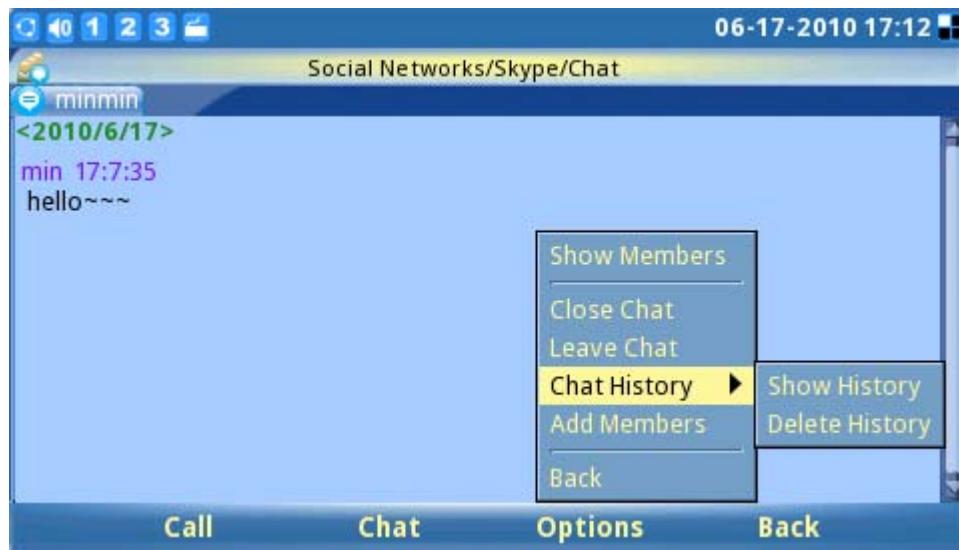 1 2 3 06-17-2010 17:12
Social Networks/Skype/Chat
minmin
<2010/6/17>
min 17:7:35
hello~~~
Show Members
Close Chat
Leave Chat
Chat History
Add Members
Back
Show History
Delete History
Call Chat Options Back